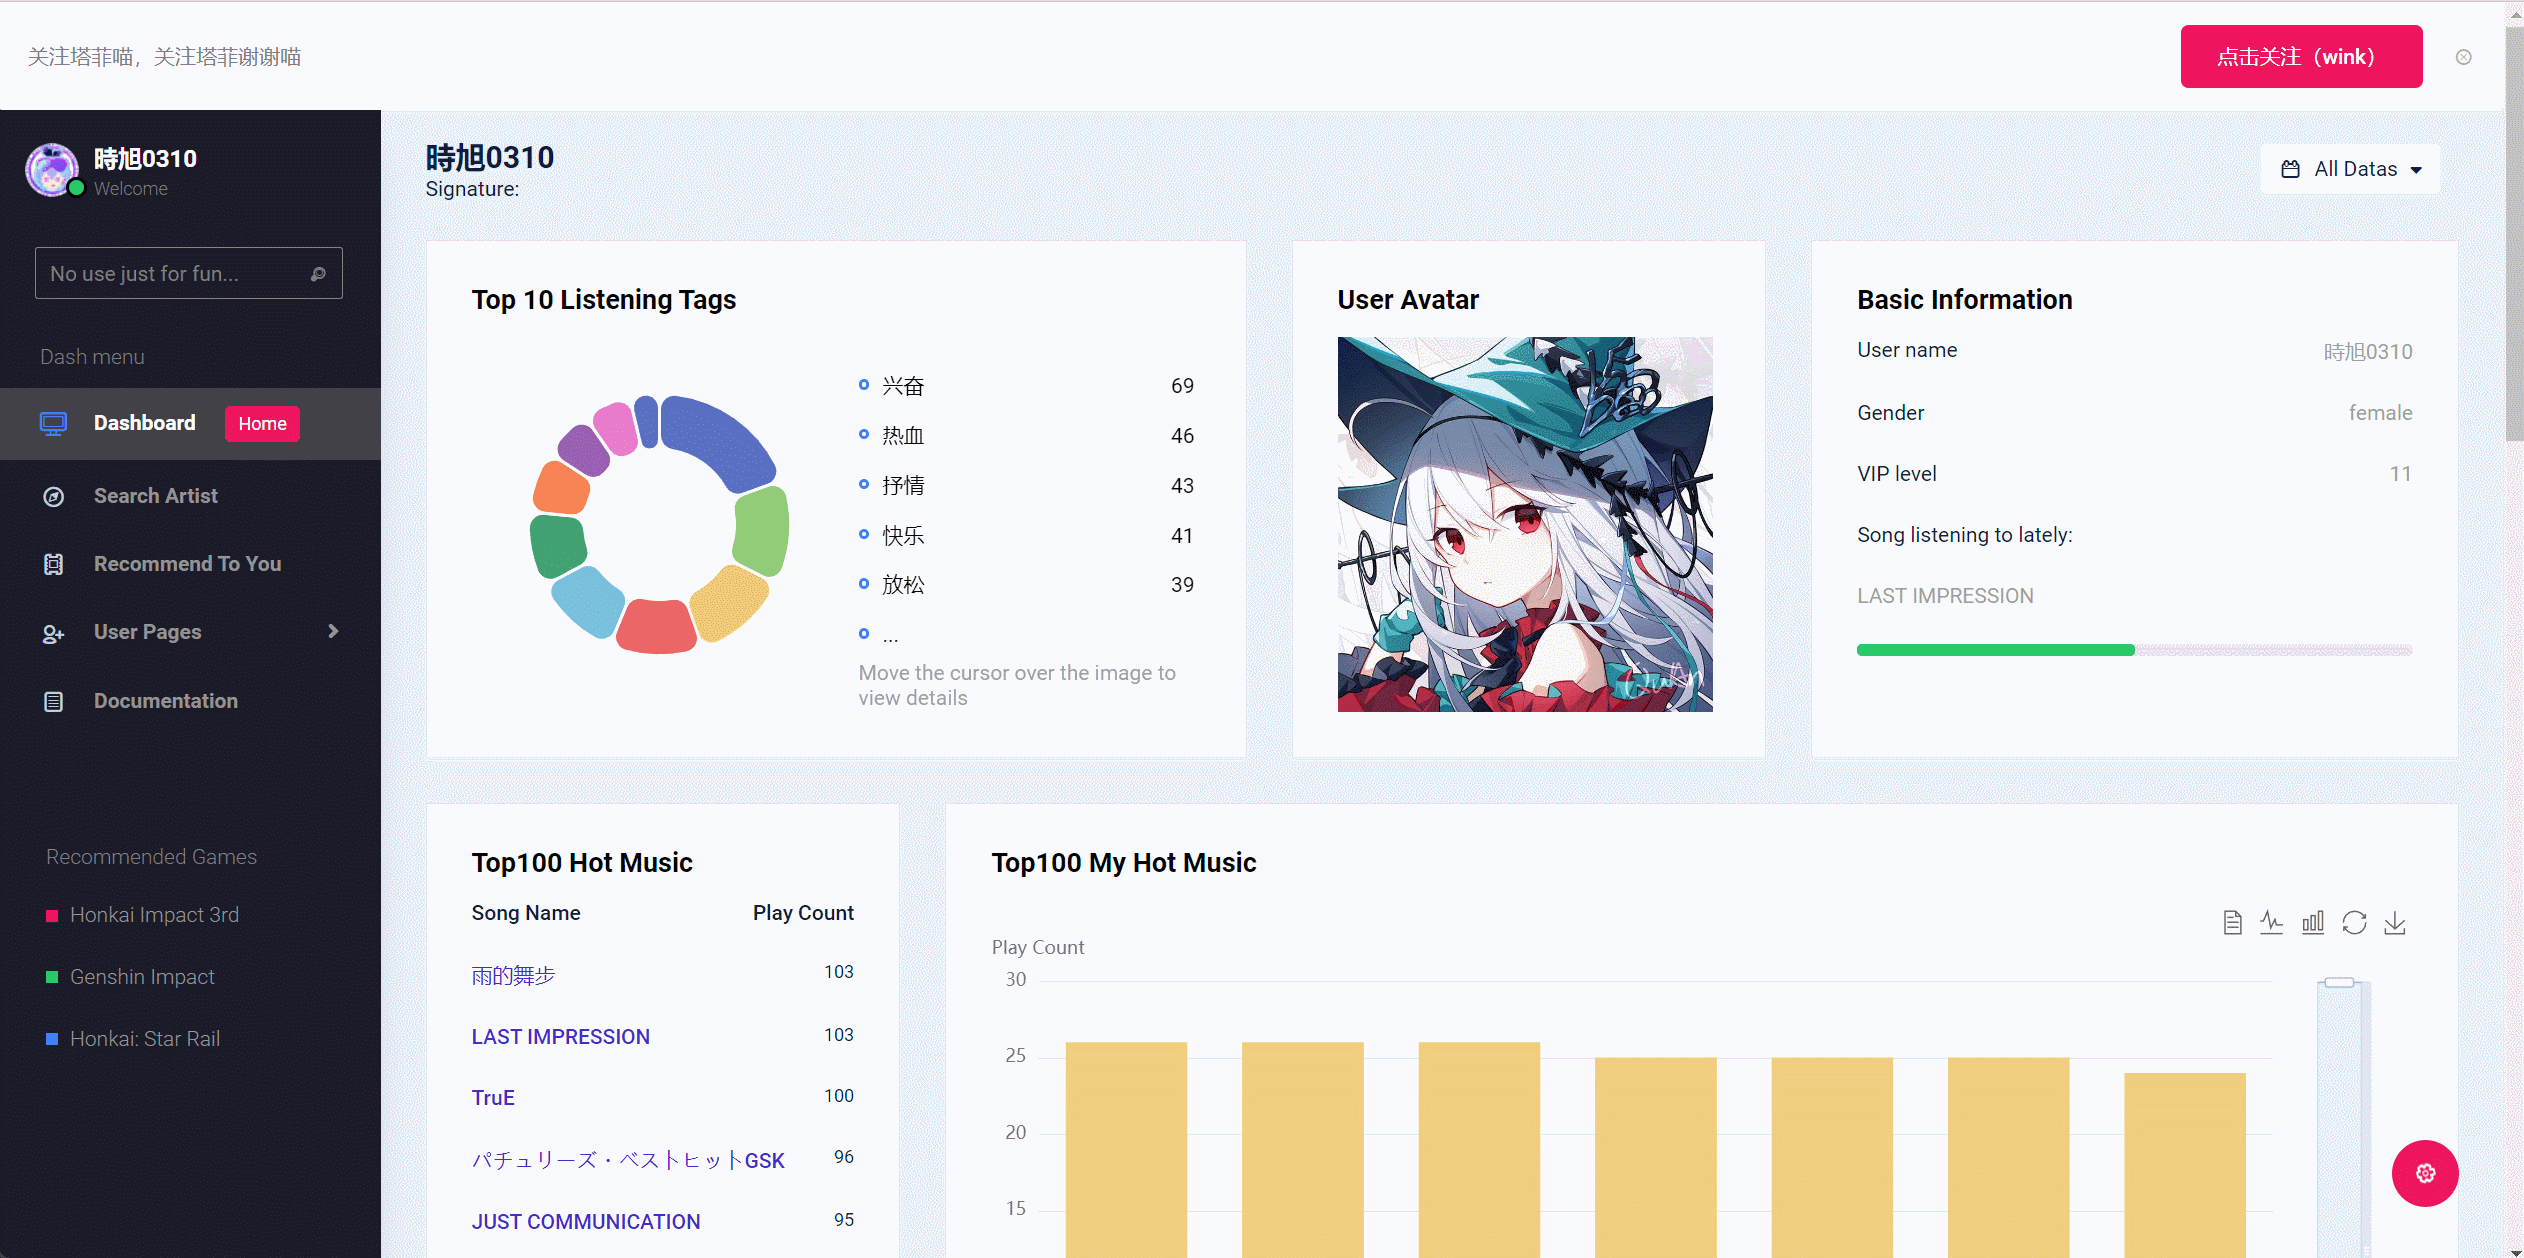 关注塔菲喵，关注塔菲谢谢喵
点击关注（wink）
時旭0310
Welcome
No use just for fun...
Dash menu
Dashboard
Home
Search Artist
Recommend To You
User Pages
Documentation
Recommended Games
Honkai Impact 3rd
Genshin Impact
Honkai: Star Rail
時旭0310
Signature:
All Datas
Top 10 Listening Tags
兴奋 69
热血 46
抒情 43
快乐 41
放松 39
...
Move the cursor over the image to
view details
User Avatar
Basic Information
User name 時旭0310
Gender female
VIP level 11
Song listening to lately:
LAST IMPRESSION
Top100 Hot Music
Song Name Play Count
雨的舞步 103
LAST IMPRESSION 103
TruE 100
パチュリーズ・ベストヒットGSK 96
JUST COMMUNICATION 95
Top100 My Hot Music
Play Count
30
25
20
15